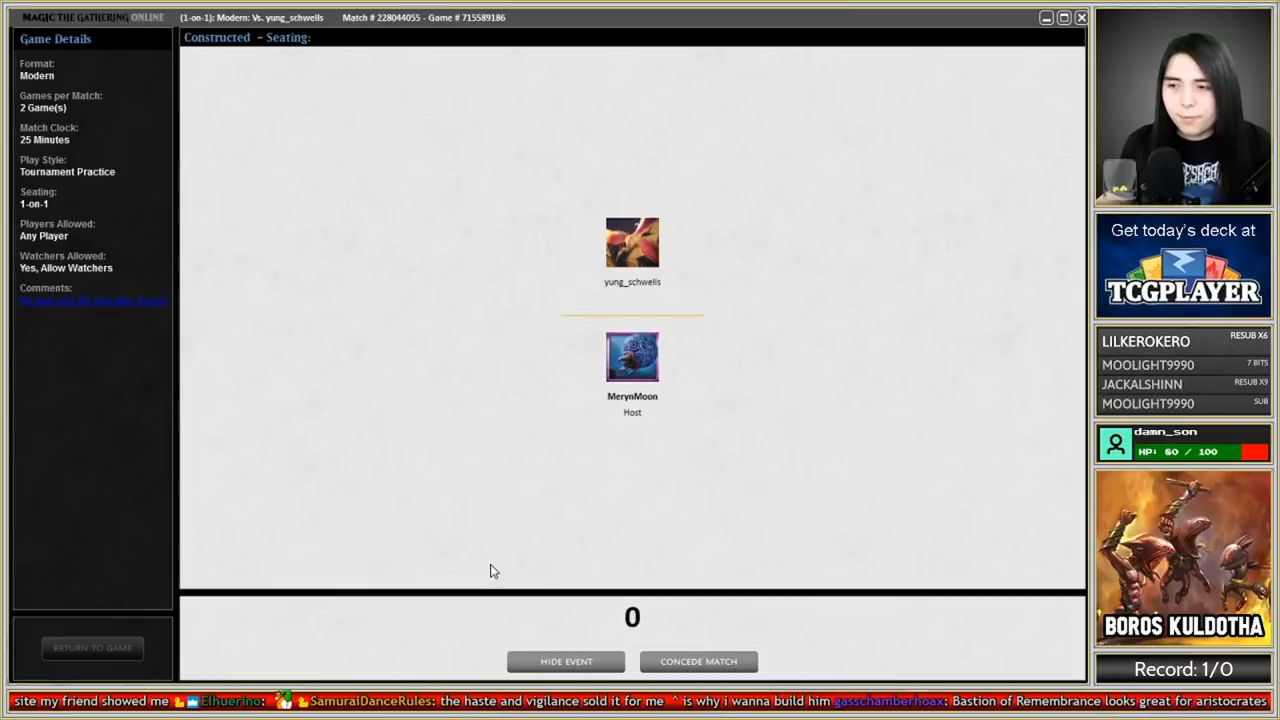 MAGIC THE GATHERING ONLINE
(1-on-1): Modern: Vs. yung_schwells Match # 228044055 - Game # 715589186
Game Details
Format:
Modern
Games per Match:
2 Game(s)
Match Clock:
25 Minutes
Play Style:
Tournament Practice
Seating:
1-on-1
Players Allowed:
Any Player
Watchers Allowed:
Yes, Allow Watchers
Comments:
RETURN TO GAME
Constructed - Seating:
yung_schwells
MerynMoon
Host
0
HIDE EVENT
CONCEDE MATCH
Get today's deck at
TCGPLAYER
LILKEROKERO RESUB X6
MOOLIGHT9990 7 BITS
JACKALSHINN RESUB X9
MOOLIGHT9990 SUB
damn_son
HP: 80 / 100
BOROS KULDOTHA
Record: 1/0
site my friend showed me Elhuerino: SamuraiDanceRules: the haste and vigilance sold it for me ^ is why i wanna build him gasschamberhoax: Bastion of Remembrance looks great for aristocrates